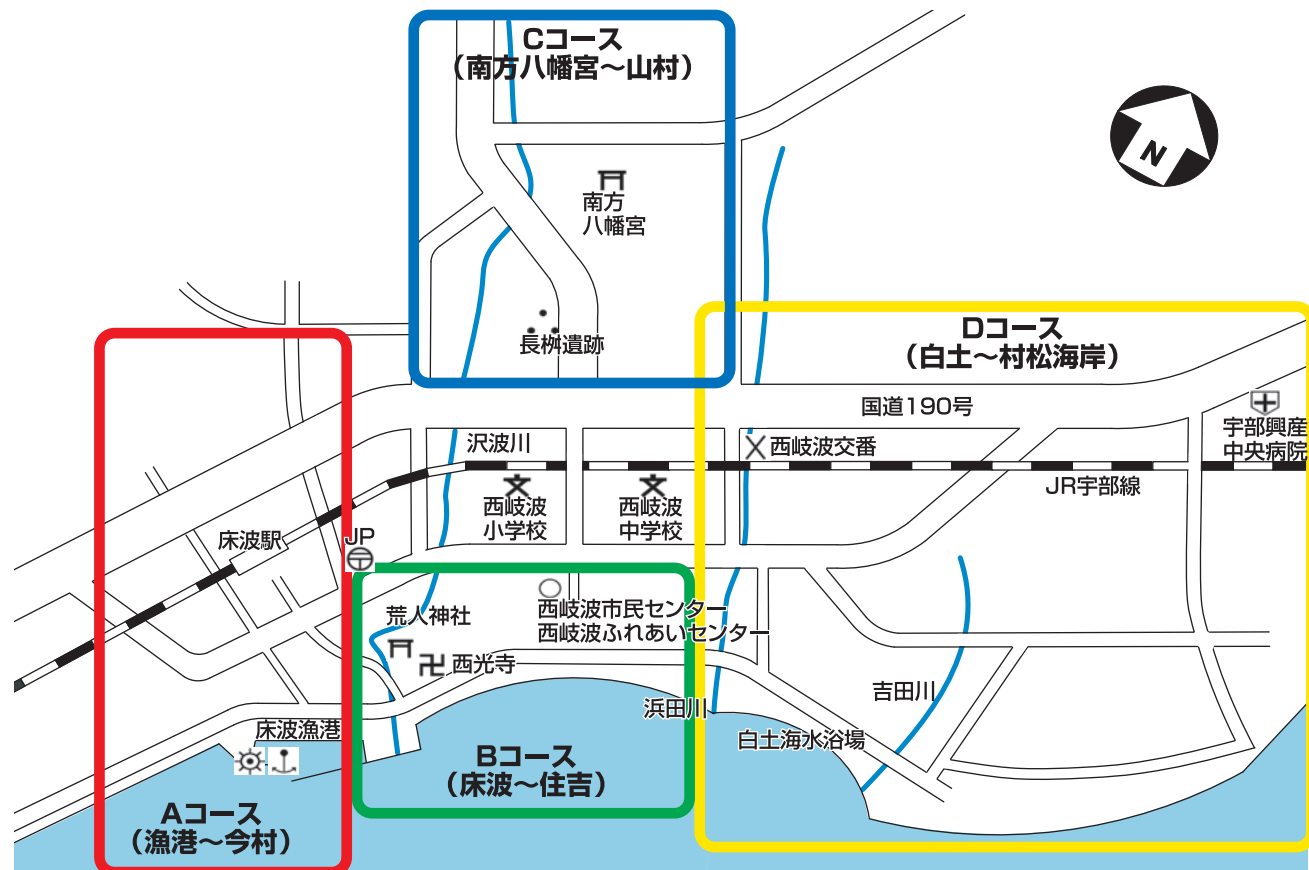 Cコース
（南方八幡宮～山村）
N
南方
八幡宮
長桝遺跡
Dコース
（白土～村松海岸）
国道190号
宇部興産
中央病院
沢波川
西岐波交番
JR宇部線
西岐波
小学校
西岐波
中学校
床波駅
JP
荒人神社
西岐波市民センター
西岐波ふれあいセンター
西光寺
吉田川
浜田川
床波漁港
白土海水浴場
Bコース
（床波～住吉）
Aコース
（漁港～今村）